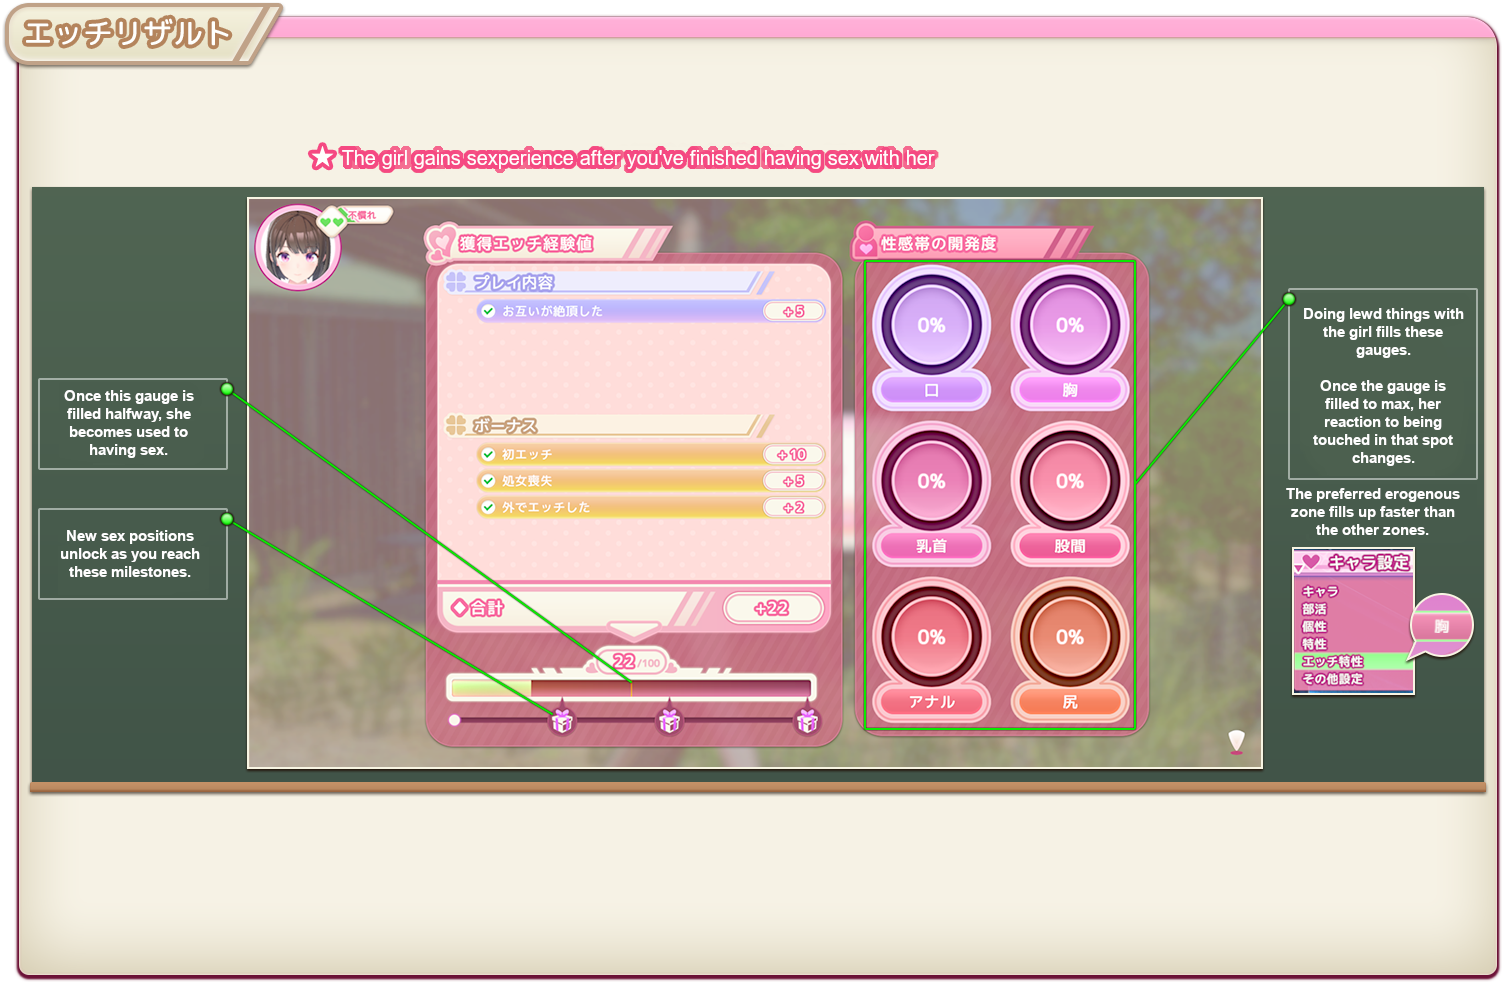 エッチリザルト
The girl gains sexperience after you've finished having sex with her
不慣れ
獲得エッチ経験値
プレイ内容
お互いが絶頂した +5
ボーナス
初エッチ +10
処女喪失 +5
外でエッチした +2
合計 +22
22/100
性感帯の開発度
0% 0%
口 胸
0% 0%
乳首 股間
0% 0%
アナル 尻
Once this gauge is
filled halfway, she
becomes used to
having sex.
New sex positions
unlock as you reach
these milestones.
Doing lewd things with
the girl fills these
gauges.
Once the gauge is
filled to max, her
reaction to being
touched in that spot
changes.
The preferred erogenous
zone fills up faster than
the other zones.
キャラ設定
キャラ
部活
個性
特性
エッチ特性
その他設定
胸